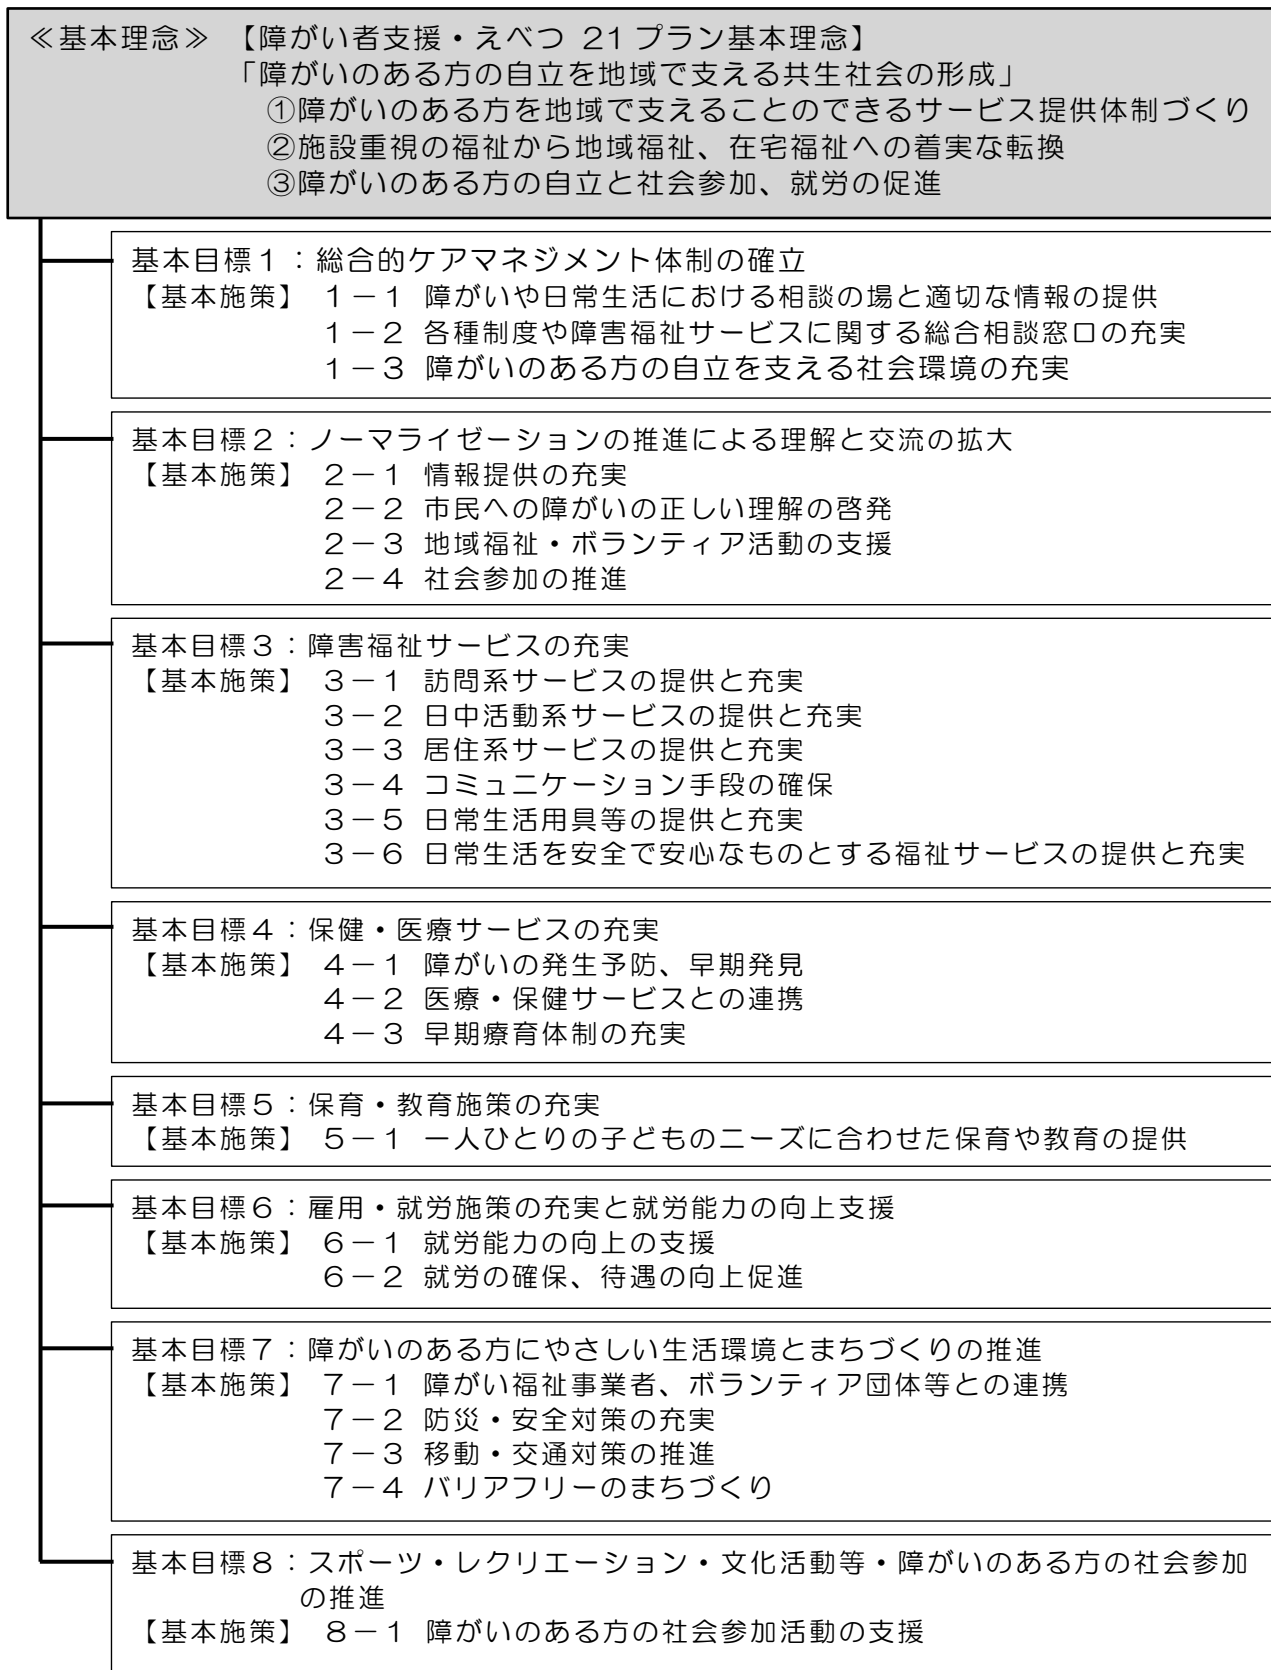 ≪基本理念≫ 【障がい者支援・えべつ 21プラン基本理念】
「障がいのある方の自立を地域で支える共生社会の形成」
①障がいのある方を地域で支えることのできるサービス提供体制づくり
②施設重視の福祉から地域福祉、在宅福祉への着実な転換
③障がいのある方の自立と社会参加、就労の促進
基本目標1：総合的ケアマネジメント体制の確立
【基本施策】 1－1 障がいや日常生活における相談の場と適切な情報の提供
1－2 各種制度や障害福祉サービスに関する総合相談窓口の充実
1－3 障がいのある方の自立を支える社会環境の充実
基本目標2：ノーマライゼーションの推進による理解と交流の拡大
【基本施策】 2－1 情報提供の充実
2－2 市民への障がいの正しい理解の啓発
2－3 地域福祉・ボランティア活動の支援
2－4 社会参加の推進
基本目標3：障害福祉サービスの充実
【基本施策】 3－1 訪問系サービスの提供と充実
3－2 日中活動系サービスの提供と充実
3－3 居住系サービスの提供と充実
3－4 コミュニケーション手段の確保
3－5 日常生活用具等の提供と充実
3－6 日常生活を安全で安心なものとする福祉サービスの提供と充実
基本目標4：保健・医療サービスの充実
【基本施策】 4－1 障がいの発生予防、早期発見
4－2 医療・保健サービスとの連携
4－3 早期療育体制の充実
基本目標5：保育・教育施策の充実
【基本施策】 5－1 一人ひとりの子どものニーズに合わせた保育や教育の提供
基本目標6：雇用・就労施策の充実と就労能力の向上支援
【基本施策】 6－1 就労能力の向上の支援
6－2 就労の確保、待遇の向上促進
基本目標7：障がいのある方にやさしい生活環境とまちづくりの推進
【基本施策】 7－1 障がい福祉事業者、ボランティア団体等との連携
7－2 防災・安全対策の充実
7－3 移動・交通対策の推進
7－4 バリアフリーのまちづくり
基本目標8：スポーツ・レクリエーション・文化活動等・障がいのある方の社会参加
の推進
【基本施策】 8－1 障がいのある方の社会参加活動の支援